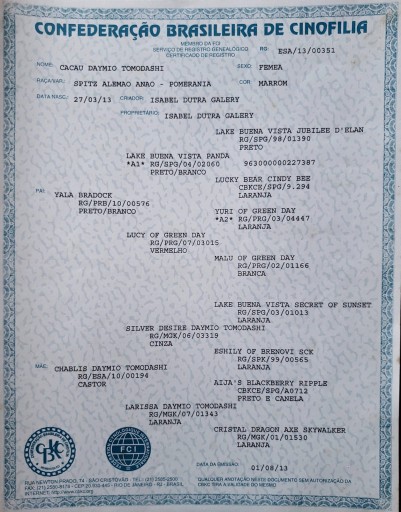 CONFEDERAÇÃO BRASILEIRA DE CINOFILIA
MEMBRO DA FCI
SERVIÇO DE REGISTRO GENEALÓGICO
CERTIFICADO DE REGISTRO
RG: ESA/13/00351
NOME: CACAU DAYMIO TOMODASHI SEXO: FEMEA
RAÇA/VAR.: SPITZ ALEMAO ANAO - POMERANIA COR: MARROM
DATA NASC.: 27/03/13 CRIADOR: ISABEL DUTRA GALERY
PROPRIETÁRIO: ISABEL DUTRA GALERY
LAKE BUENA VISTA JUBILEE D'ELAN
RG/SPG/98/01390
PRETO
LAKE BUENA VISTA PANDA
*A1* RG/SPG/04/02060 963000000227387
PRETO/BRANCO
LUCKY BEAR CINDY BEE
CBKCE/SPG/9.294
LARANJA
PAI: YALA BRADOCK
RG/PRB/10/00576
PRETO/BRANCO
YURI OF GREEN DAY
*A2* RG/PRG/03/04447
LARANJA
LUCY OF GREEN DAY
RG/PRG/07/03015
VERMELHO
MALU OF GREEN DAY
RG/PRG/02/01166
BRANCA
LAKE BUENA VISTA SECRET OF SUNSET
RG/SPG/03/01013
LARANJA
SILVER DESIRE DAYMIO TOMODASHI
RG/MGK/06/03319
CINZA
ESHILY OF BRENOVI SCK
RG/SPK/99/00565
LARANJA
MÃE: CHABLIS DAYMIO TOMODASHI
RG/ESA/10/00194
CASTOR
AIJA'S BLACKBERRY RIPPLE
CBKCE/SPG/A0712
PRETO E CANELA
LARISSA DAYMIO TOMODASHI
RG/MGK/07/01343
LARANJA
CRISTAL DRAGON AXE SKYWALKER
RG/MGK/01/01530
LARANJA
CBKC
FCI
DATA DA EMISSÃO: 01/08/13
RUA NEWTON PRADO, 74 - SÃO CRISTÓVÃO - TEL.:
RIO DE JANEIRO - RJ - BRASIL
INTERNET:
QUALQUER ANOTAÇÃO NESTE DOCUMENTO SEM AUTORIZAÇÃO DA
CBKC TIRA A VALIDADE DO MESMO